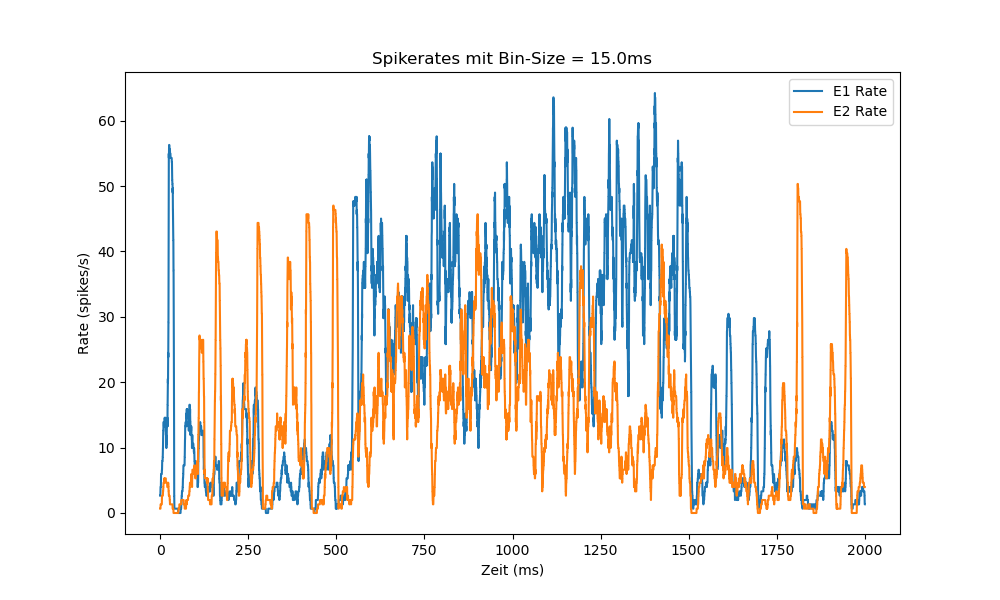 Spikerates mit Bin-Size = 15.0ms
E1 Rate
E2 Rate
Rate (spikes/s)
60
50
40
30
20
10
0
0 250 500 750 1000 1250 1500 1750 2000
Zeit (ms)